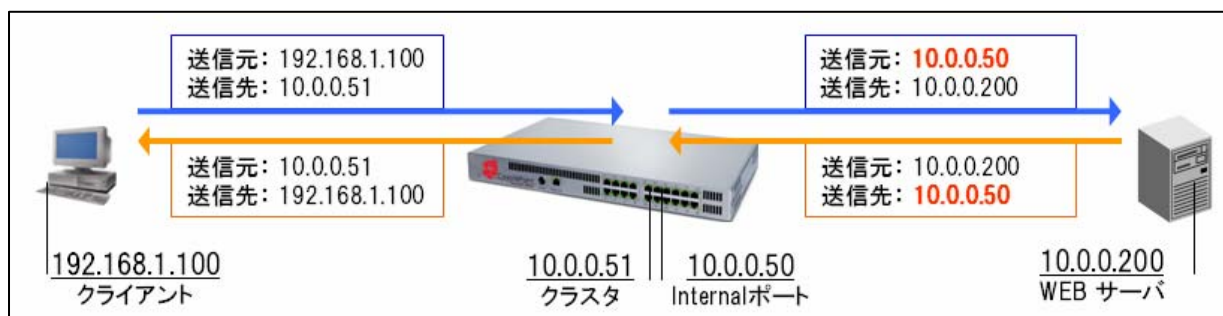 送信元： 192.168.1.100
送信先： 10.0.0.51
送信元： 10.0.0.50
送信先： 10.0.0.200
送信元： 10.0.0.51
送信先： 192.168.1.100
送信元： 10.0.0.200
送信先： 10.0.0.50
192.168.1.100
クライアント
10.0.0.51
クラスタ
10.0.0.50
Internalポート
10.0.0.200
WEB サーバ